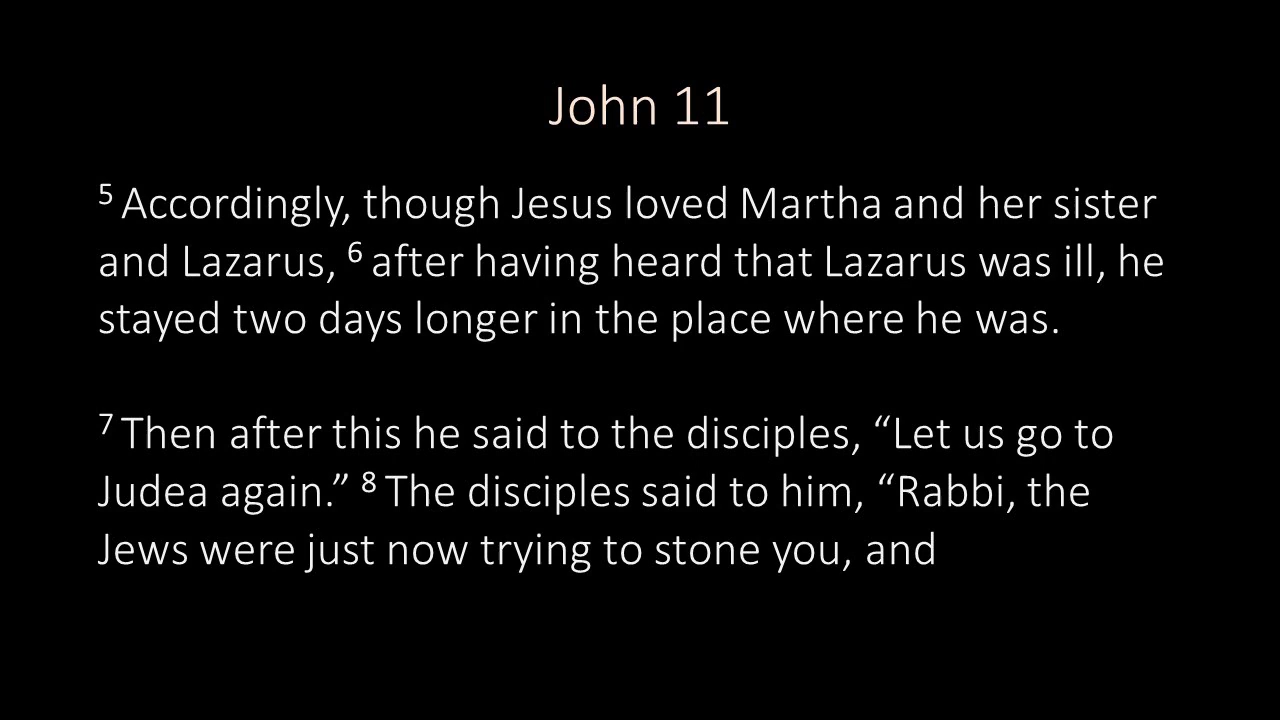 John 11
5 Accordingly, though Jesus loved Martha and her sister
and Lazarus, 6 after having heard that Lazarus was ill, he
stayed two days longer in the place where he was.
7 Then after this he said to the disciples, “Let us go to
Judea again.” 8 The disciples said to him, “Rabbi, the
Jews were just now trying to stone you, and